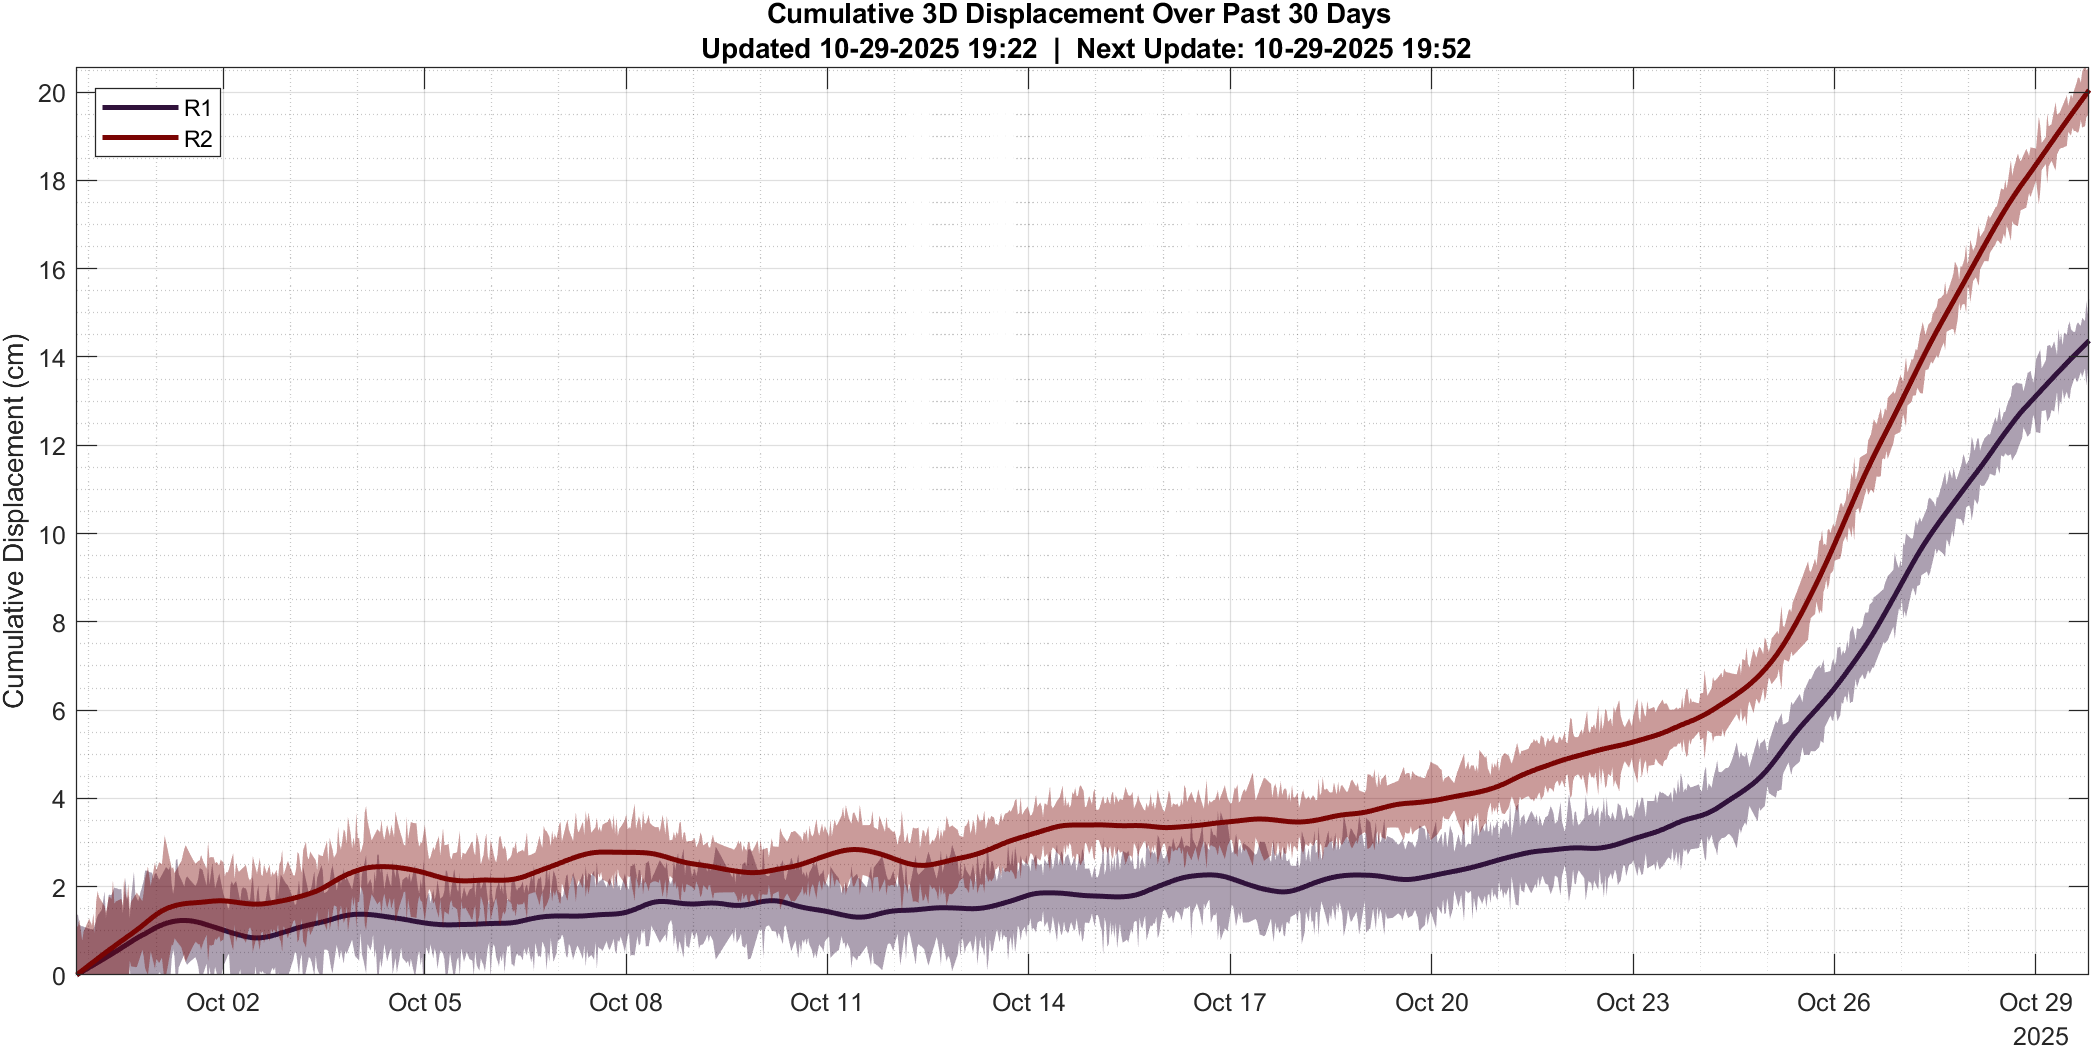 Cumulative 3D Displacement Over Past 30 Days
Updated 10-29-2025 19:22 | Next Update: 10-29-2025 19:52
R1
R2
Cumulative Displacement (cm)
20
18
16
14
12
10
8
6
4
2
0
Oct 02
Oct 05
Oct 08
Oct 11
Oct 14
Oct 17
Oct 20
Oct 23
Oct 26
Oct 29
2025